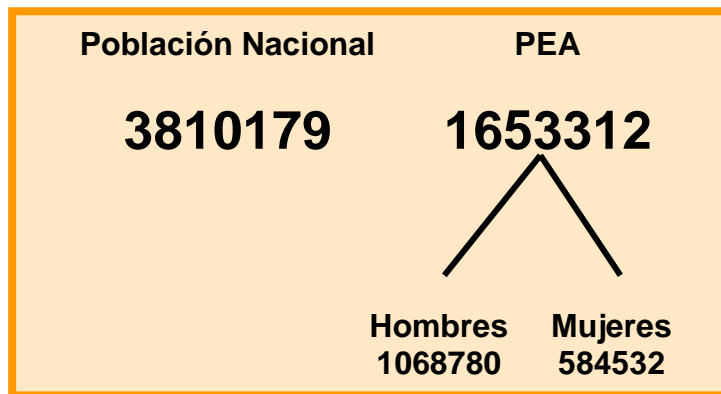 Población Nacional PEA
3810179 1653312
Hombres Mujeres
1068780 584532